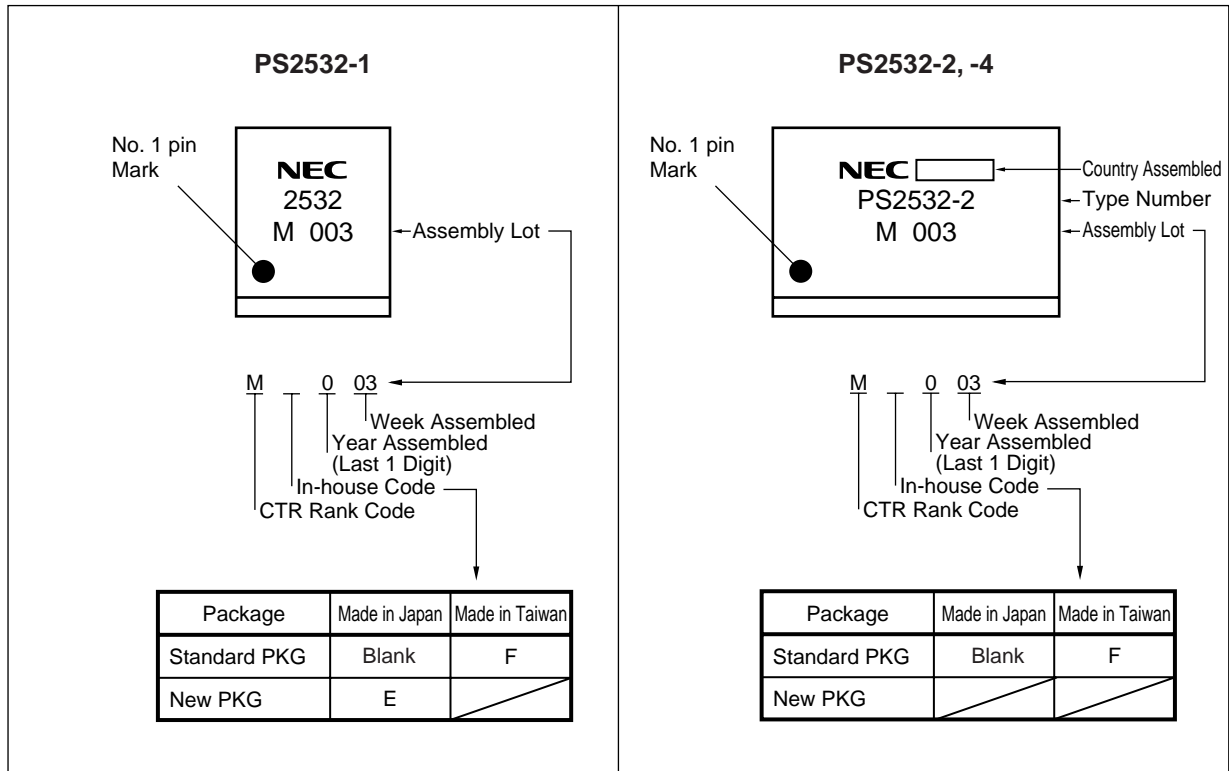 PS2532-1
No. 1 pin
Mark
NEC
2532
M 003
Assembly Lot
M 0 03
Week Assembled
Year Assembled
(Last 1 Digit)
In-house Code
CTR Rank Code
Package Made in Japan Made in Taiwan
Standard PKG Blank F
New PKG E
PS2532-2, -4
No. 1 pin
Mark
NEC
Country Assembled
PS2532-2
Type Number
M 003
Assembly Lot
M 0 03
Week Assembled
Year Assembled
(Last 1 Digit)
In-house Code
CTR Rank Code
Package Made in Japan Made in Taiwan
Standard PKG Blank F
New PKG